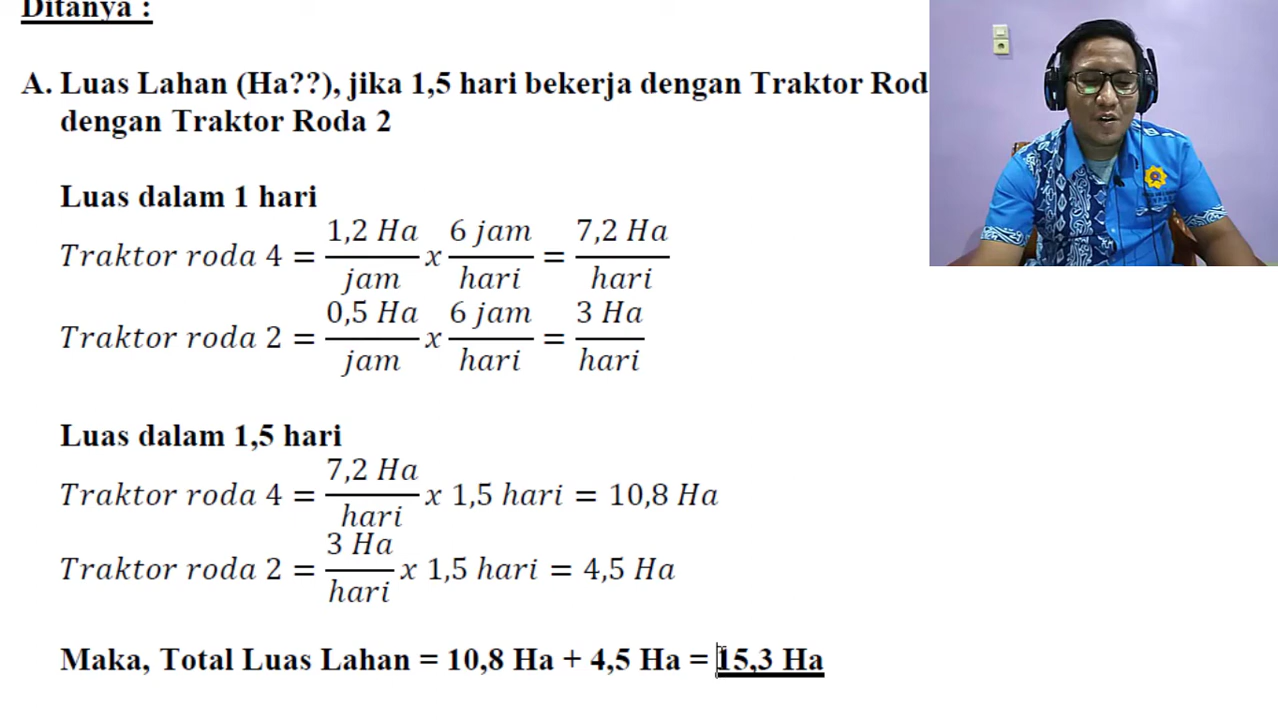 Ditanya :
A. Luas Lahan (Ha??), jika 1,5 hari bekerja dengan Traktor Rod
dengan Traktor Roda 2
Luas dalam 1 hari
Traktor roda 4 = 1,2 Ha/jam x 6 jam/hari = 7,2 Ha/hari
Traktor roda 2 = 0,5 Ha/jam x 6 jam/hari = 3 Ha/hari
Luas dalam 1,5 hari
Traktor roda 4 = 7,2 Ha/hari x 1,5 hari = 10,8 Ha
Traktor roda 2 = 3 Ha/hari x 1,5 hari = 4,5 Ha
Maka, Total Luas Lahan = 10,8 Ha + 4,5 Ha = 15,3 Ha